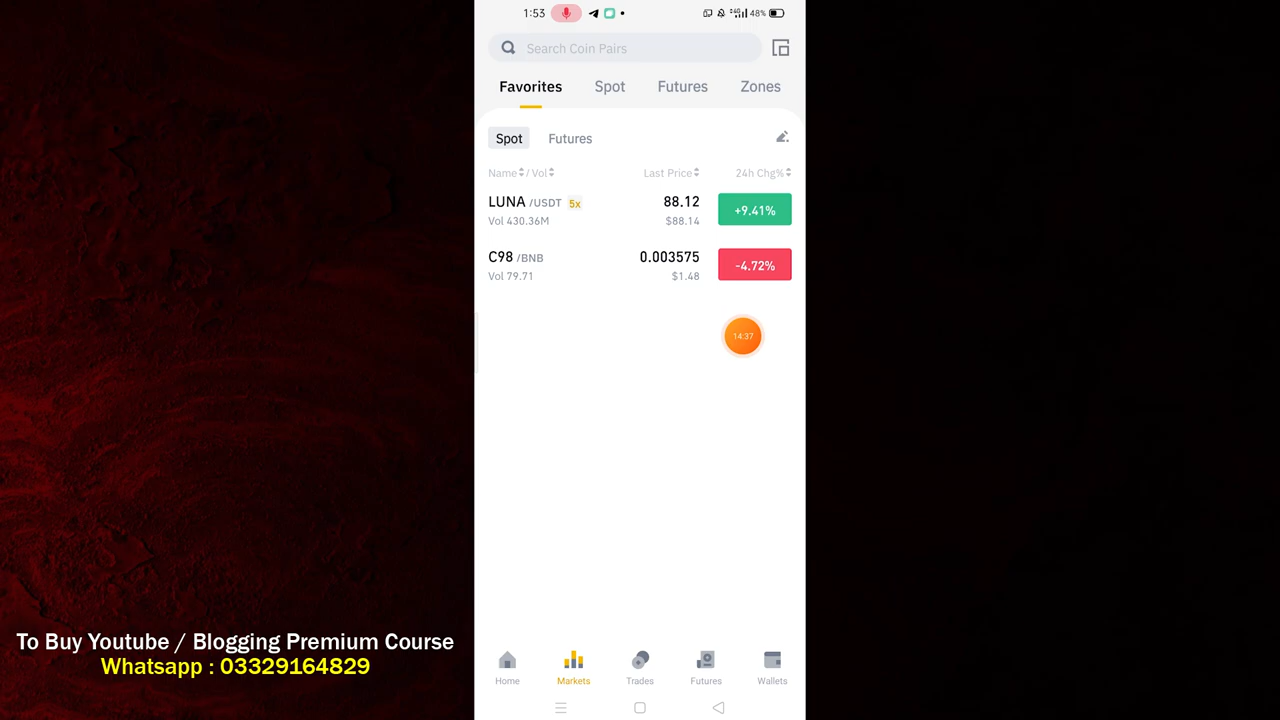 1:53 48%
Search Coin Pairs
Favorites Spot Futures Zones
Spot Futures
Name / Vol Last Price 24h Chg%
LUNA /USDT 5x 88.12 +9.41%
Vol 430.36M $88.14
C98 /BNB 0.003575 -4.72%
Vol 79.71 $1.48
14:37
To Buy Youtube / Blogging Premium Course
Whatsapp : 03329164829
Home Markets Trades Futures Wallets